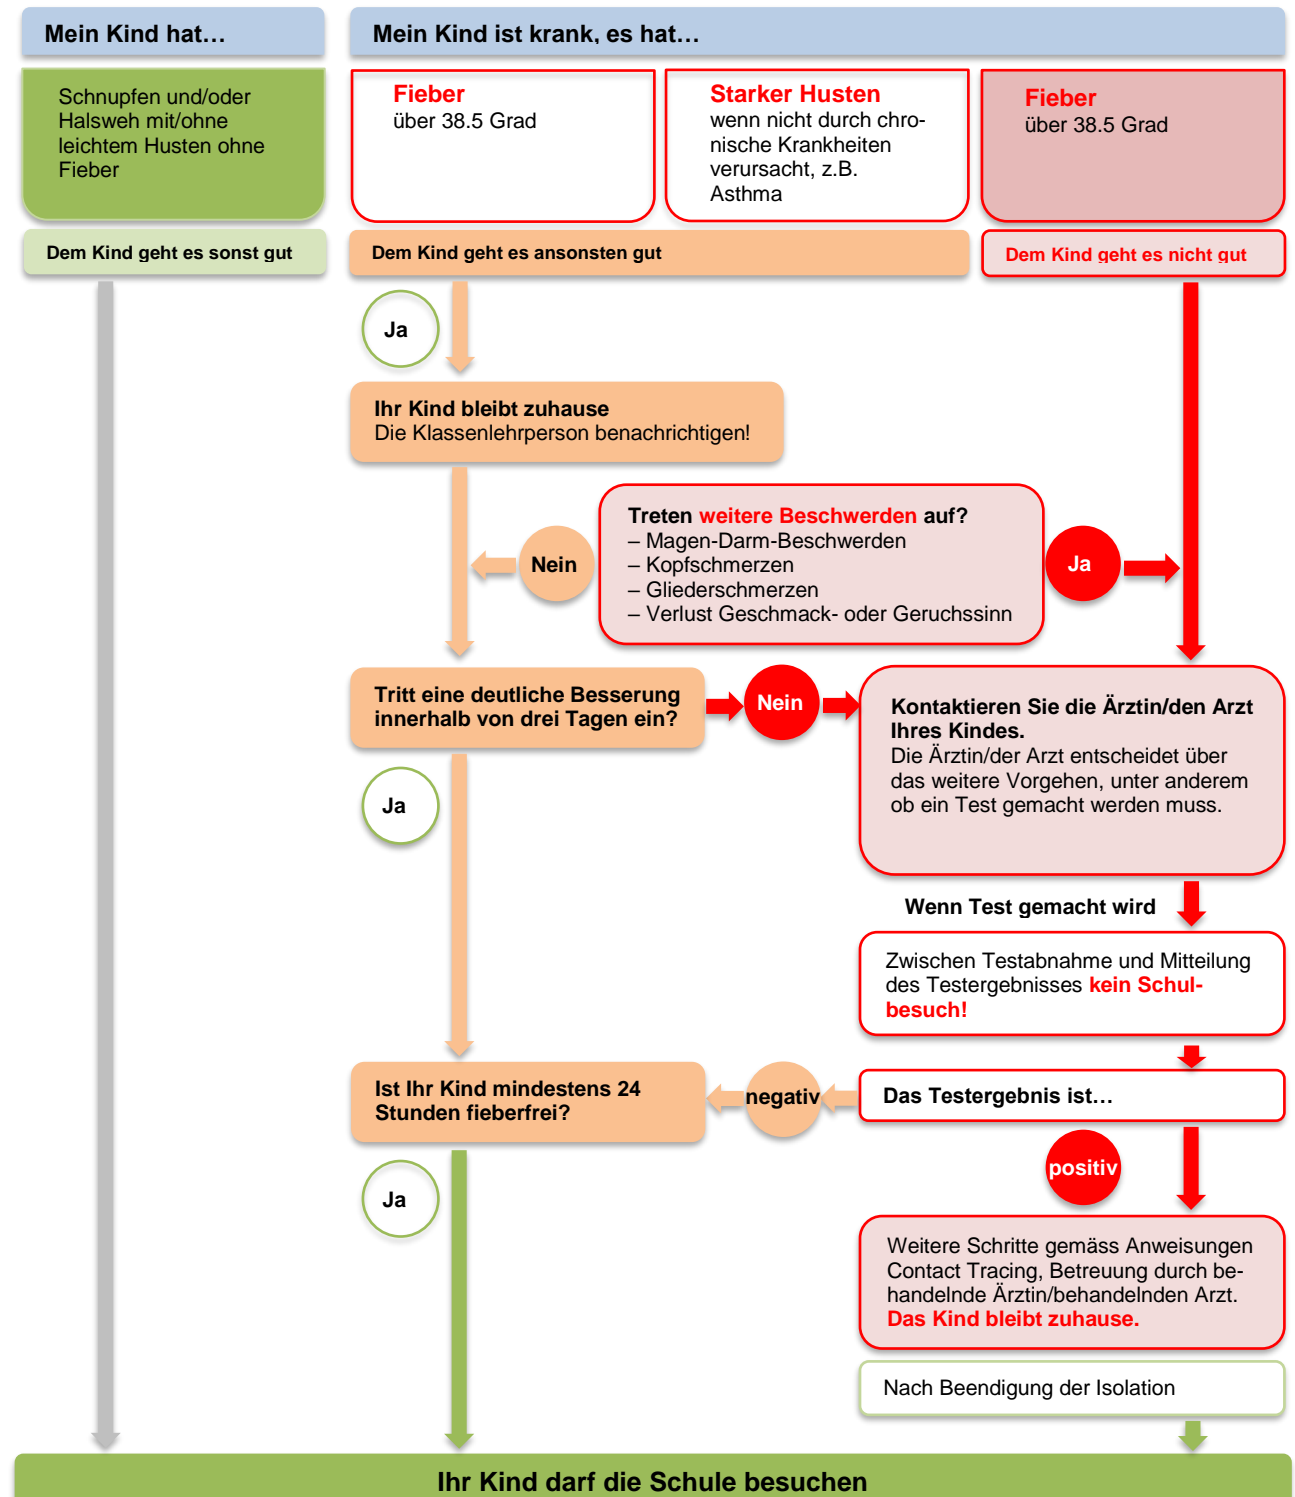 Mein Kind hat…
Mein Kind ist krank, es hat…
Schnupfen und/oder
Halsweh mit/ohne
leichtem Husten ohne
Fieber
Fieber
über 38.5 Grad
Starker Husten
wenn nicht durch chro-
nische Krankheiten
verursacht, z.B.
Asthma
Fieber
über 38.5 Grad
Dem Kind geht es sonst gut
Dem Kind geht es ansonsten gut
Dem Kind geht es nicht gut
Ja
Ihr Kind bleibt zuhause
Die Klassenlehrperson benachrichtigen!
Treten weitere Beschwerden auf?
– Magen-Darm-Beschwerden
– Kopfschmerzen
– Gliederschmerzen
– Verlust Geschmack- oder Geruchssinn
Nein
Ja
Tritt eine deutliche Besserung
innerhalb von drei Tagen ein?
Nein
Kontaktieren Sie die Ärztin/den Arzt
Ihres Kindes.
Die Ärztin/der Arzt entscheidet über
das weitere Vorgehen, unter anderem
ob ein Test gemacht werden muss.
Ja
Wenn Test gemacht wird
Zwischen Testabnahme und Mitteilung
des Testergebnisses kein Schul-
besuch!
Ist Ihr Kind mindestens 24
Stunden fieberfrei?
negativ
Das Testergebnis ist…
Ja
positiv
Weitere Schritte gemäss Anweisungen
Contact Tracing, Betreuung durch be-
handelnde Ärztin/behandelnden Arzt.
Das Kind bleibt zuhause.
Nach Beendigung der Isolation
Ihr Kind darf die Schule besuchen